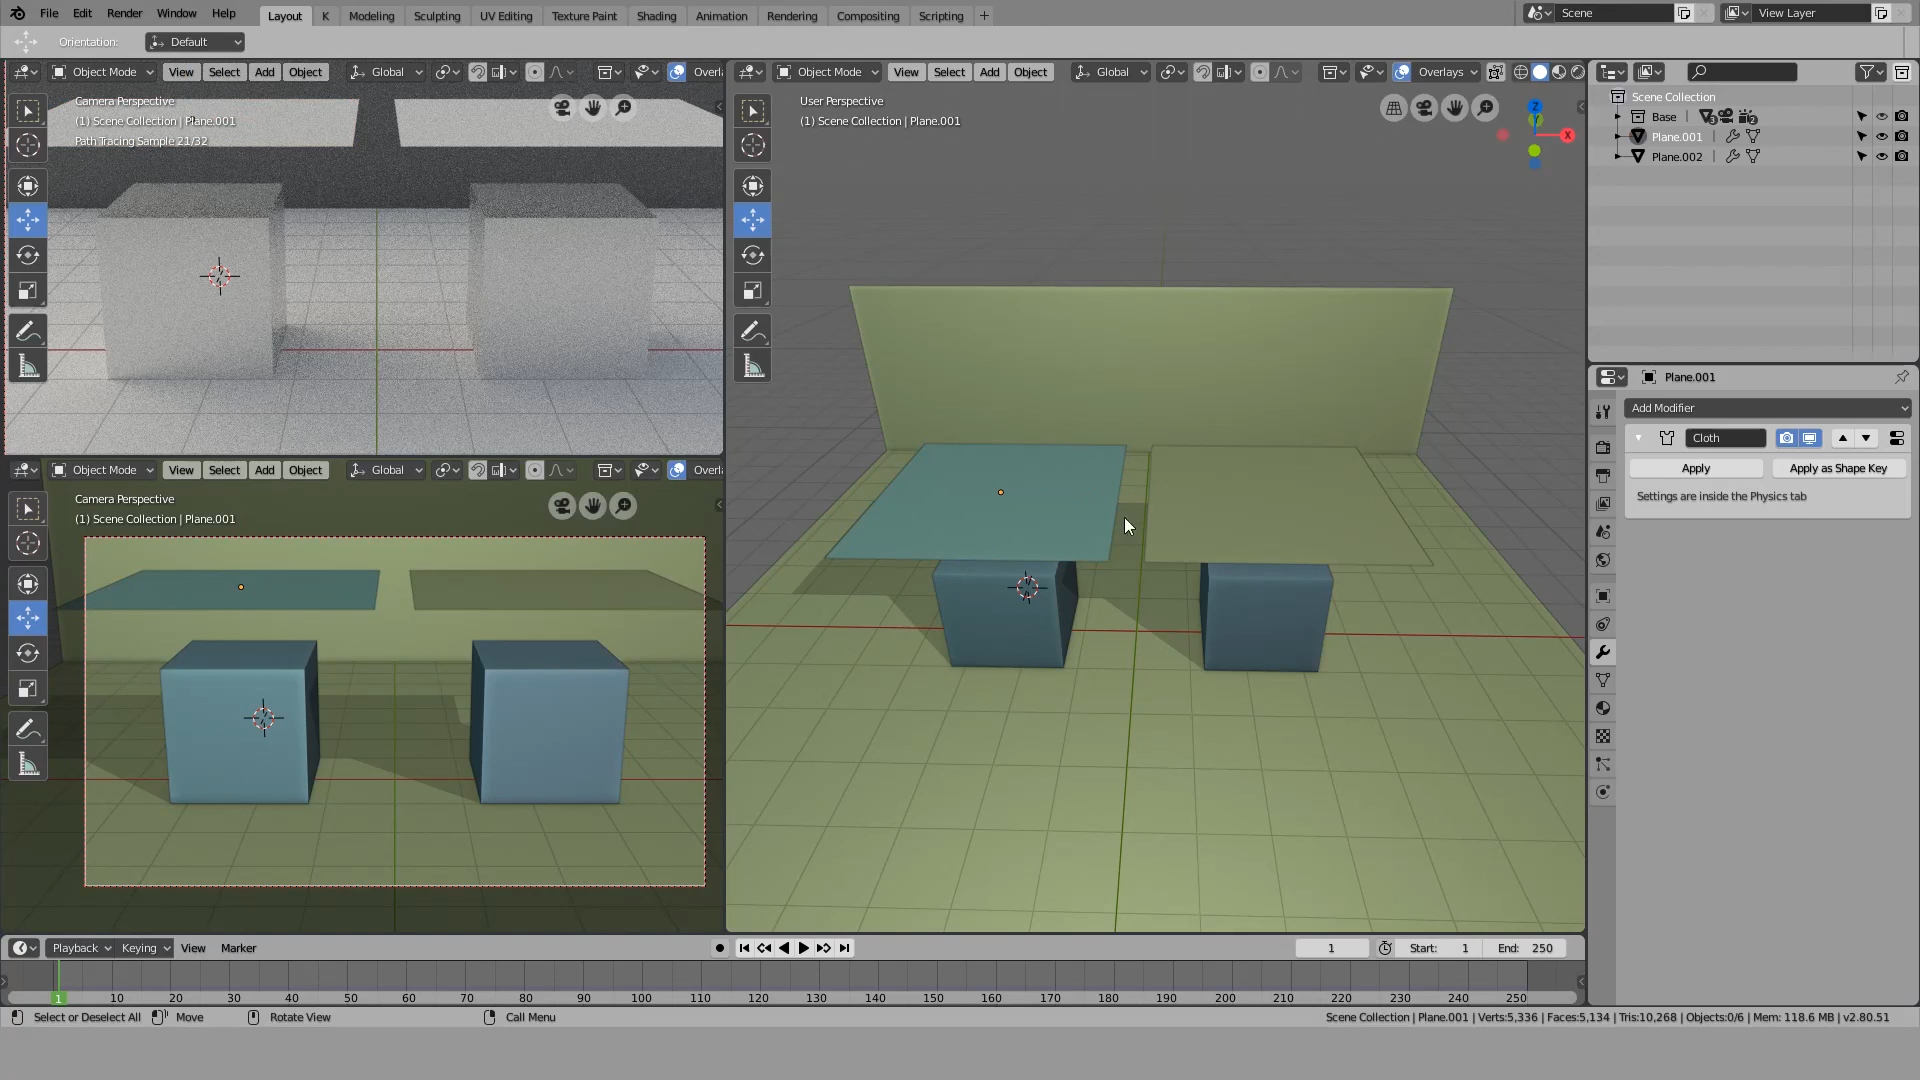 File Edit Render Window Help
Layout K Modeling Sculpting UV Editing Texture Paint Shading Animation Rendering Compositing Scripting +
Scene
View Layer
Orientation: Default
Object Mode View Select Add Object Global Overla
Camera Perspective
(1) Scene Collection | Plane.001
Path Tracing Sample 21/32
Object Mode View Select Add Object Global Overlays
User Perspective
(1) Scene Collection | Plane.001
Z
X
Scene Collection
Base 3 2
Plane.001
Plane.002
Plane.001
Add Modifier
Cloth
Apply Apply as Shape Key
Settings are inside the Physics tab
Object Mode View Select Add Object Global Overla
Camera Perspective
(1) Scene Collection | Plane.001
Playback Keying View Marker
1 Start: 1 End: 250
1 10 20 30 40 50 60 70 80 90 100 110 120 130 140 150 160 170 180 190 200 210 220 230 240 250
Select or Deselect All Move Rotate View Call Menu
Scene Collection | Plane.001 | Verts:5,336 | Faces:5,134 | Tris:10,268 | Objects:0/6 | Mem: 118.6 MB | v2.80.51